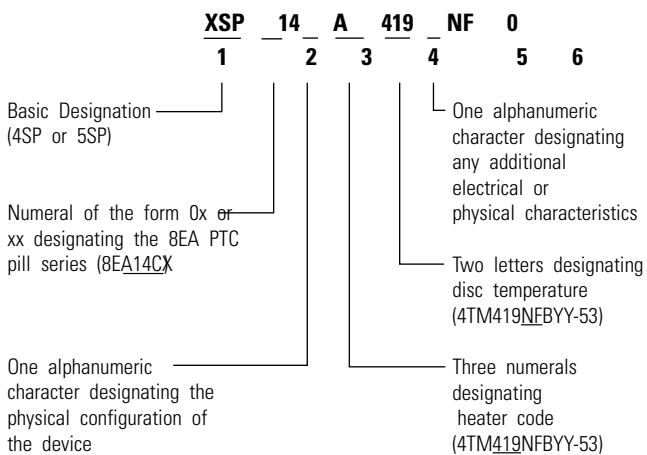 XSP 14 A 419 NF 0
1 2 3 4 5 6
Basic Designation
(4SP or 5SP)
Numeral of the form 0x or
xx designating the 8EA PTC
pill series (8EA14CX
One alphanumeric
character designating the
physical configuration of
the device
One alphanumeric
character designating
any additional
electrical or
physical characteristics
Two letters designating
disc temperature
(4TM419NFBYY-53)
Three numerals
designating
heater code
(4TM419NFBYY-53)